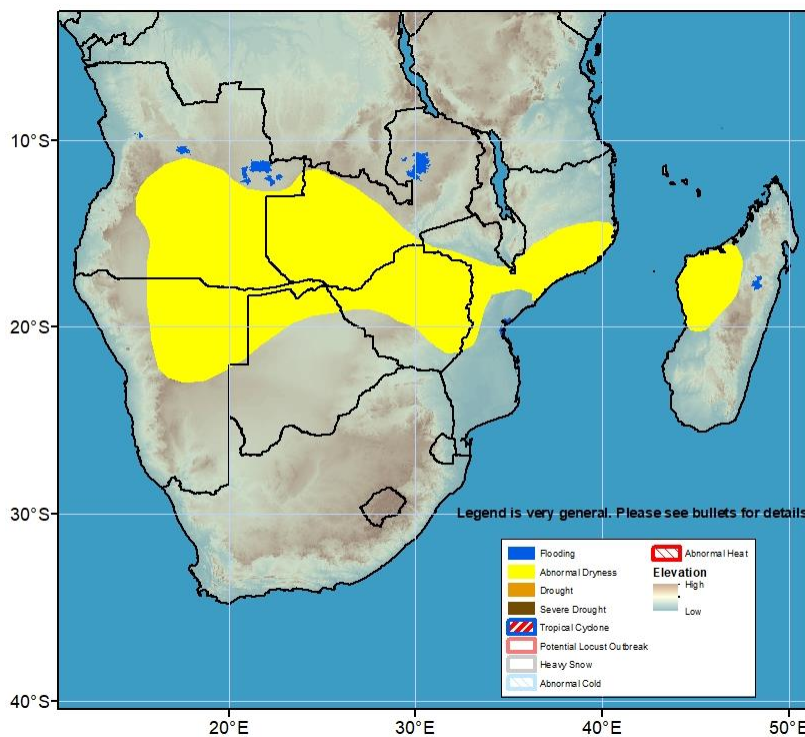 10°S
20°S
30°S
40°S
Legend is very general. Please see bullets for details
Flooding
Abnormal Dryness
Drought
Severe Drought
Tropical Cyclone
Potential Locust Outbreak
Heavy Snow
Abnormal Cold
Abnormal Heat
Elevation
High
Low
20°E
30°E
40°E
50°E